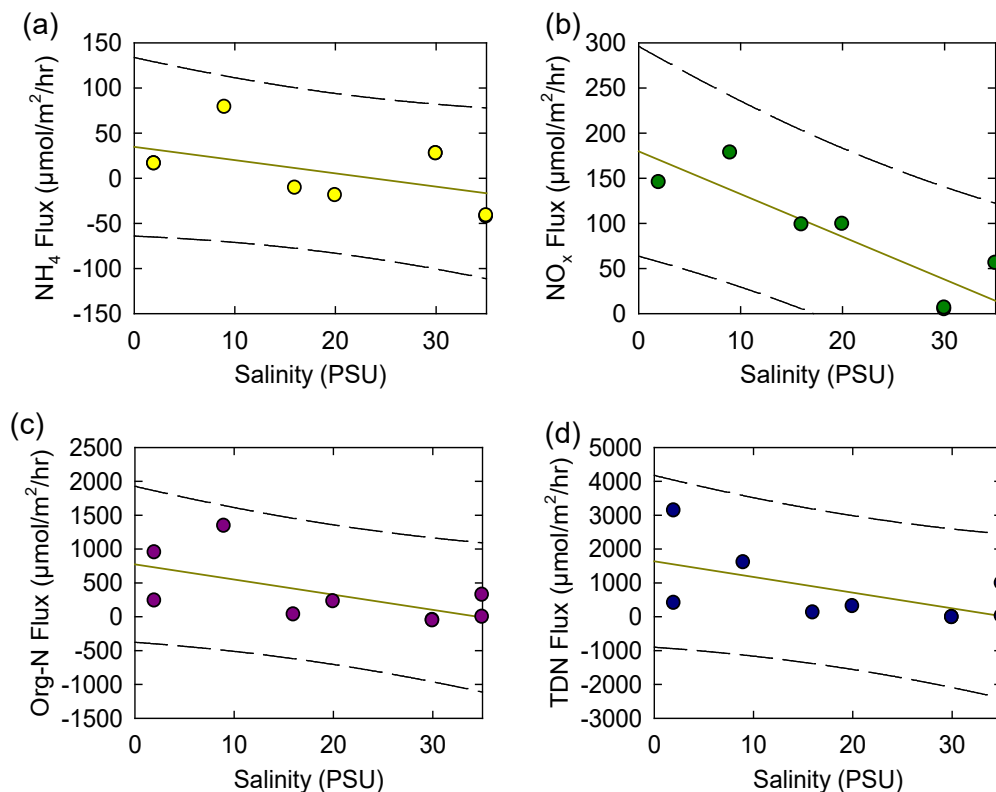 (a)
150
100
50
0
-50
-100
-150
NH₄ Flux (µmol/m²/hr)
0 10 20 30
Salinity (PSU)
(b)
300
250
200
150
100
50
0
NOₓ Flux (µmol/m²/hr)
0 10 20 30
Salinity (PSU)
(c)
2500
2000
1500
1000
500
0
-500
-1000
-1500
Org-N Flux (µmol/m²/hr)
0 10 20 30
Salinity (PSU)
(d)
5000
4000
3000
2000
1000
0
-1000
-2000
-3000
TDN Flux (µmol/m²/hr)
0 10 20 30
Salinity (PSU)